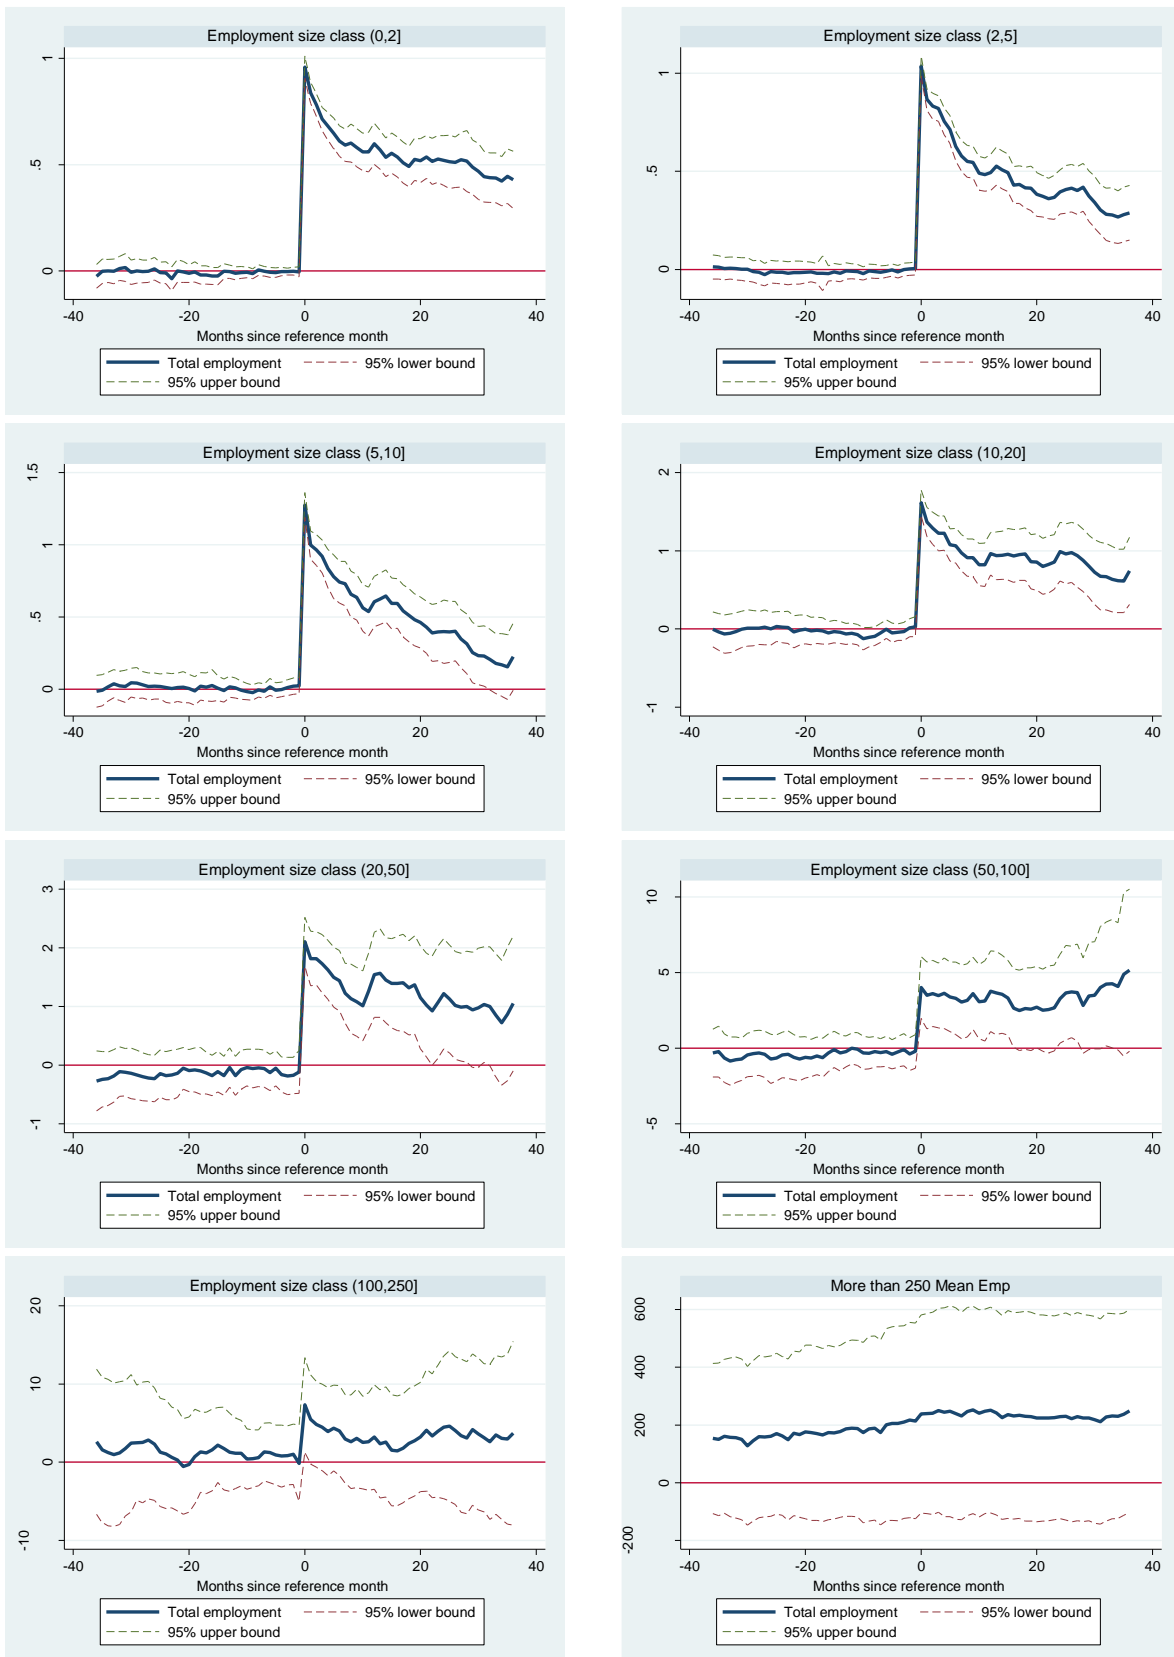 Employment size class (0,2]
1
.5
0
-40 -20 0 20 40
Months since reference month
Total employment 95% lower bound
95% upper bound
Employment size class (2,5]
1
.5
0
-40 -20 0 20 40
Months since reference month
Total employment 95% lower bound
95% upper bound
Employment size class (5,10]
1.5
1
.5
0
-40 -20 0 20 40
Months since reference month
Total employment 95% lower bound
95% upper bound
Employment size class (10,20]
2
1
0
-1
-40 -20 0 20 40
Months since reference month
Total employment 95% lower bound
95% upper bound
Employment size class (20,50]
3
2
1
0
-1
-40 -20 0 20 40
Months since reference month
Total employment 95% lower bound
95% upper bound
Employment size class (50,100]
10
5
0
-5
-40 -20 0 20 40
Months since reference month
Total employment 95% lower bound
95% upper bound
Employment size class (100,250]
20
10
0
-10
-40 -20 0 20 40
Months since reference month
Total employment 95% lower bound
95% upper bound
More than 250 Mean Emp
600
400
200
0
-200
-40 -20 0 20 40
Months since reference month
Total employment 95% lower bound
95% upper bound